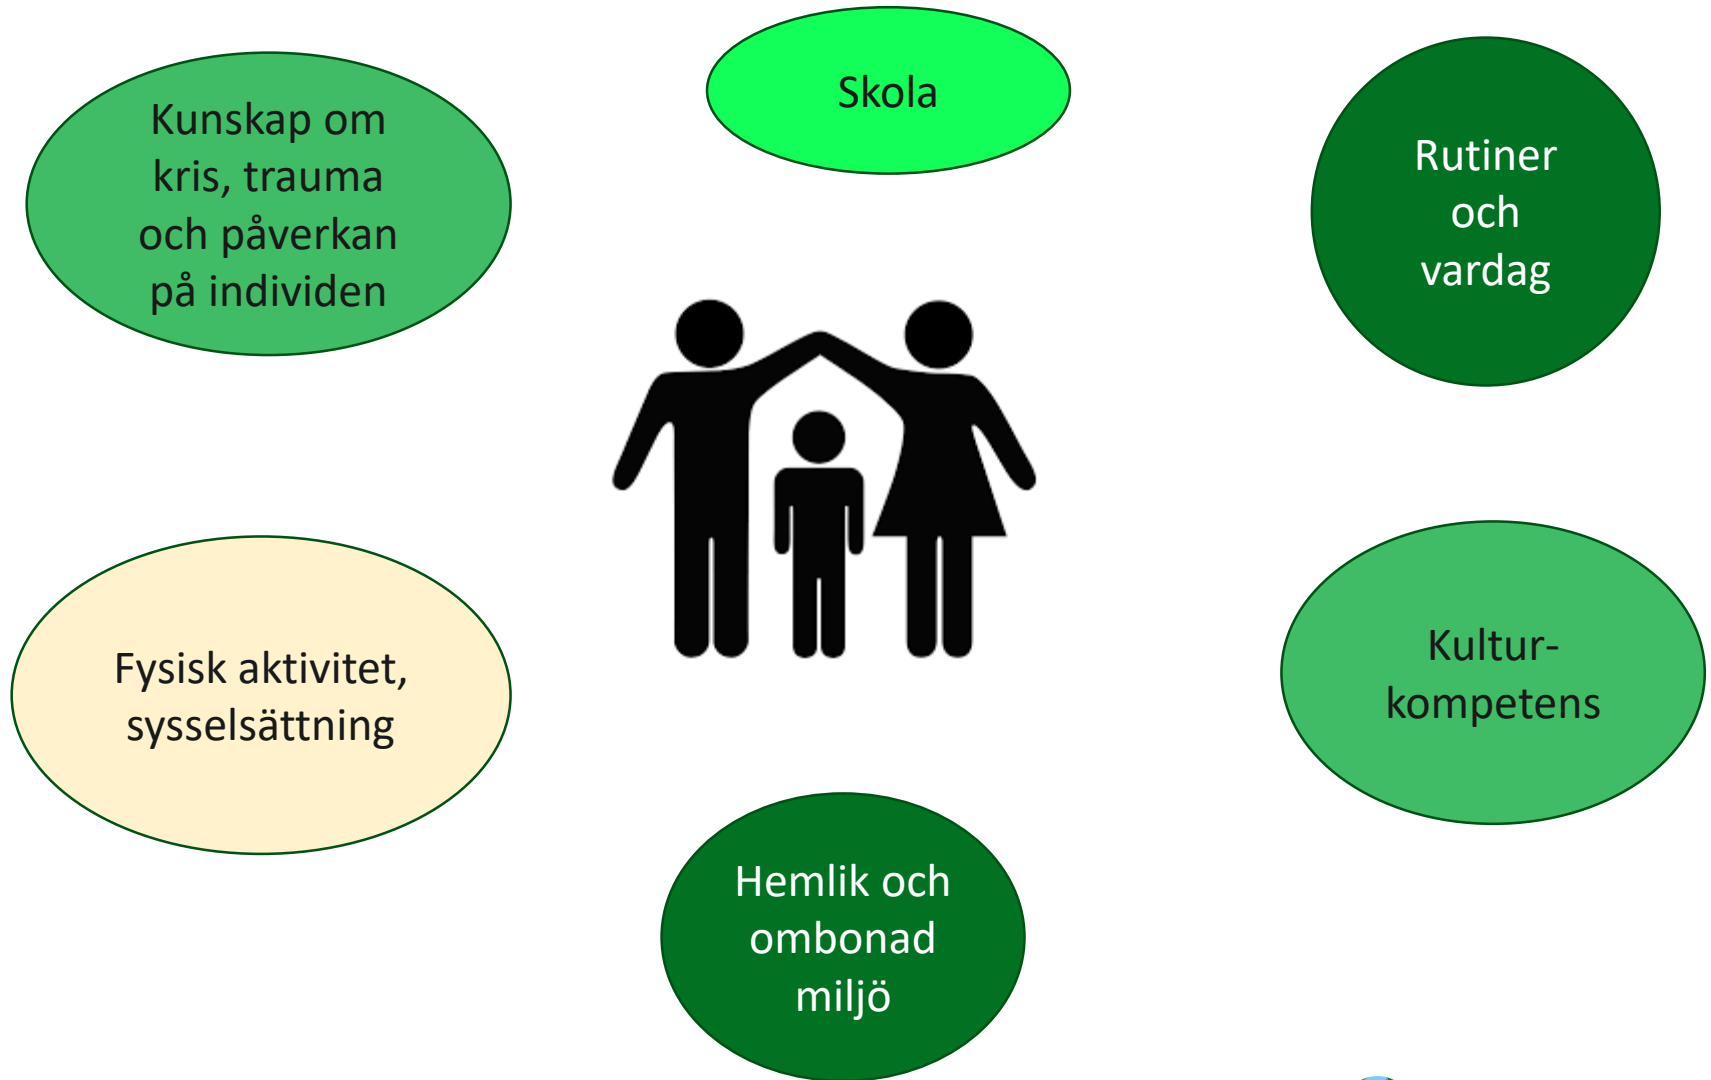 Skola
Kunskap om
kris, trauma
och påverkan
på individen
Rutiner
och
vardag
Fysisk aktivitet,
sysselsättning
Kultur-
kompetens
Hemlik och
ombonad
miljö